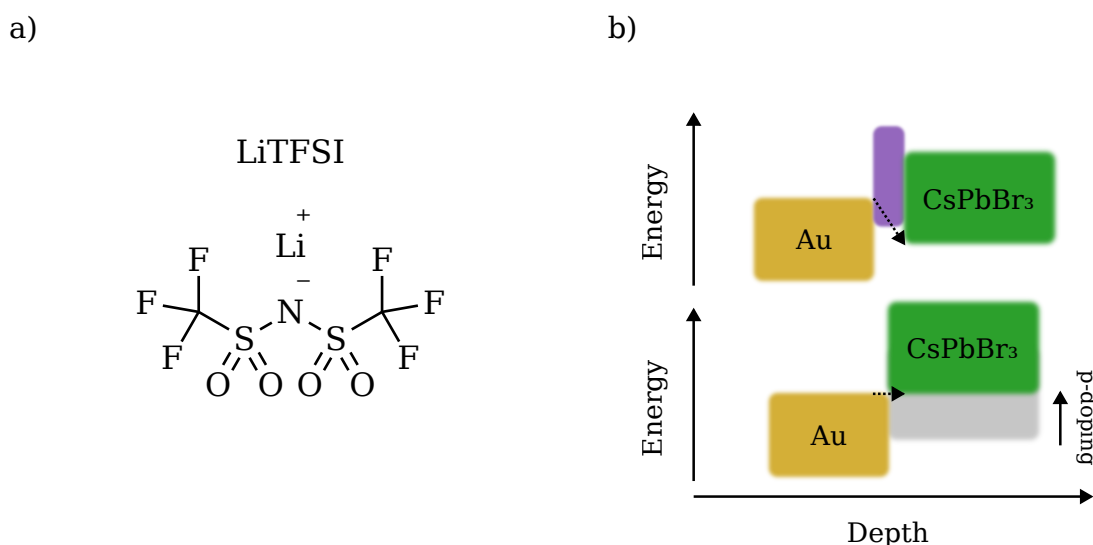 a)
b)
LiTFSI
+
Li
−
F F
F N F
F S S F
O O O O
Energy
Au
CsPbBr₃
Energy
Au
CsPbBr₃
p-doping
Depth